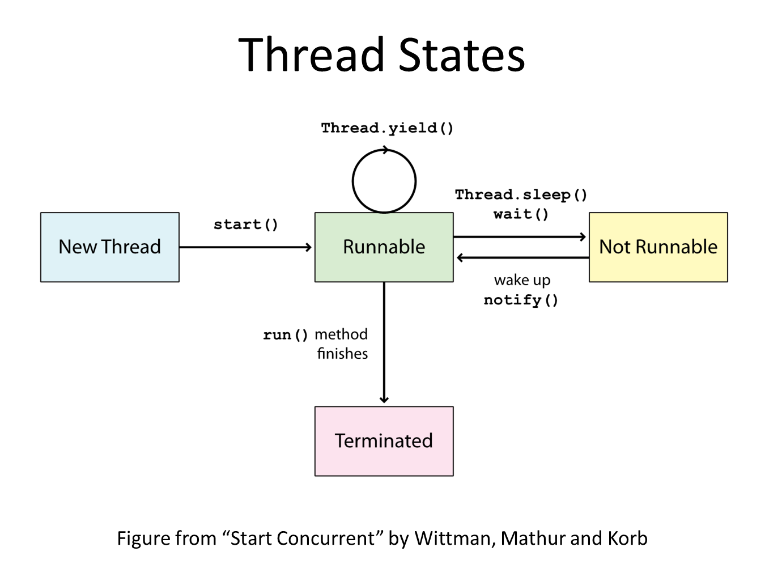 Thread States
Thread.yield()
Thread.sleep()
wait()
start()
New Thread
Runnable
Not Runnable
wake up
notify()
run() method
finishes
Terminated
Figure from “Start Concurrent” by Wittman, Mathur and Korb